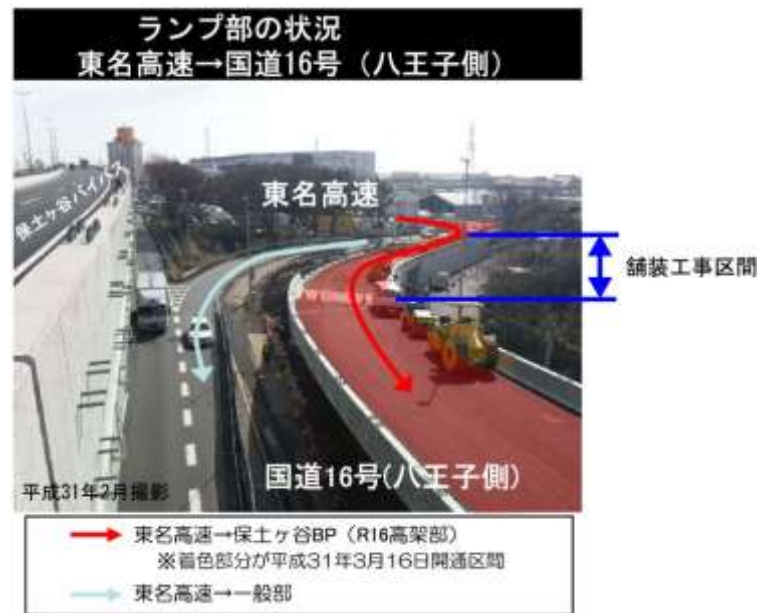 ランプ部の状況
東名高速→国道16号（八王子側）
保土ヶ谷バイパス
東名高速
舗装工事区間
国道16号(八王子側)
平成31年2月撮影
東名高速→保土ヶ谷BP（R16高架部）
※着色部分が平成31年3月16日開通区間
東名高速→一般部